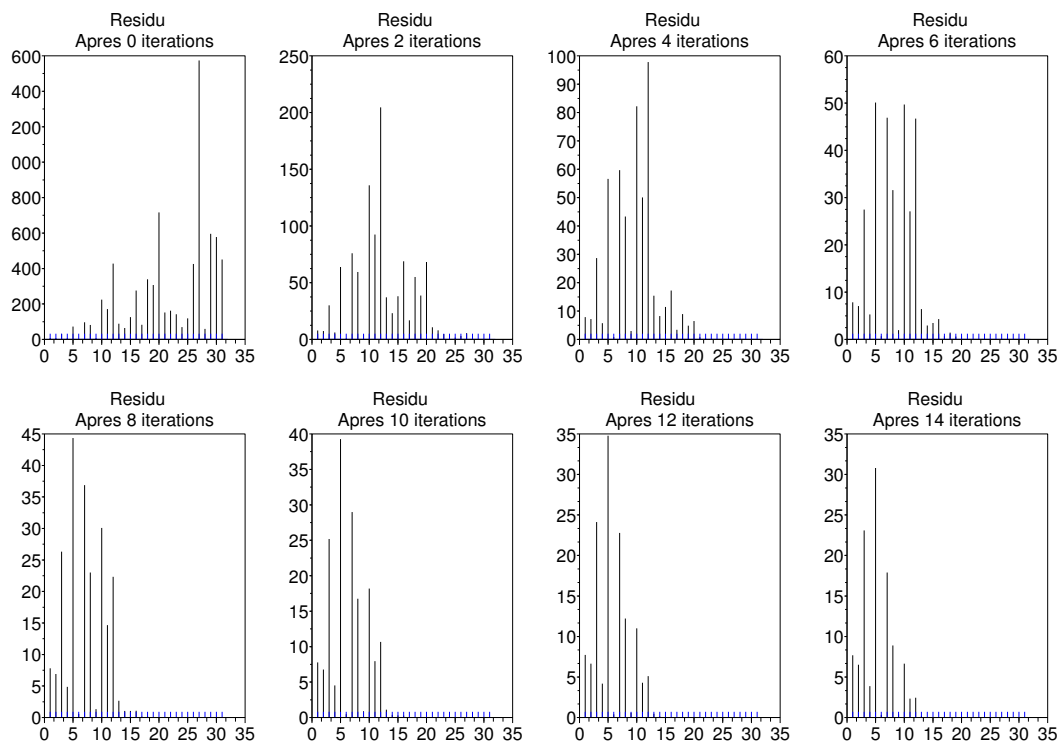 Residu
Apres 0 iterations
600
400
200
000
800
600
400
200
0
0 5 10 15 20 25 30 35
Residu
Apres 2 iterations
250
200
150
100
50
0
0 5 10 15 20 25 30 35
Residu
Apres 4 iterations
100
90
80
70
60
50
40
30
20
10
0
0 5 10 15 20 25 30 35
Residu
Apres 6 iterations
60
50
40
30
20
10
0
0 5 10 15 20 25 30 35
Residu
Apres 8 iterations
45
40
35
30
25
20
15
10
5
0
0 5 10 15 20 25 30 35
Residu
Apres 10 iterations
40
35
30
25
20
15
10
5
0
0 5 10 15 20 25 30 35
Residu
Apres 12 iterations
35
30
25
20
15
10
5
0
0 5 10 15 20 25 30 35
Residu
Apres 14 iterations
35
30
25
20
15
10
5
0
0 5 10 15 20 25 30 35